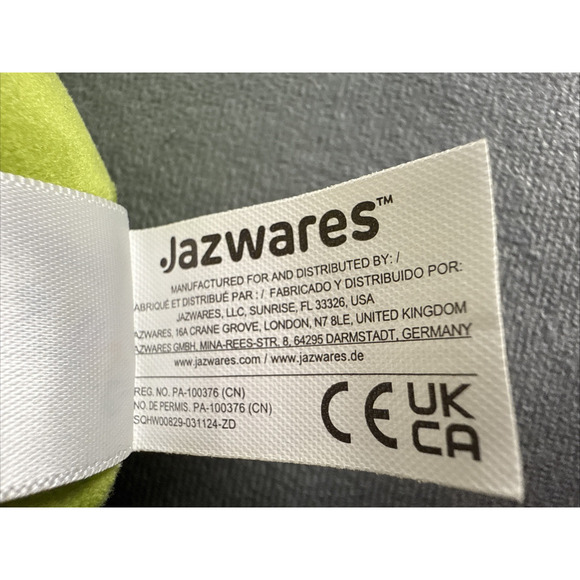 Jazwares™
MANUFACTURED FOR AND DISTRIBUTED BY: /
ABRIQUÉ ET DISTRIBUÉ PAR : / FABRICADO Y DISTRIBUIDO POR:
JAZWARES, LLC, SUNRISE, FL 33326, USA
AZWARES, 16A CRANE GROVE, LONDON, N7 8LE, UNITED KINGDOM
ZWARES GMBH, MINA-REES-STR. 8, 64295 DARMSTADT, GERMANY
www.jazwares.com / www.jazwares.de
REG. NO. PA-100376 (CN)
NO. DE PERMIS. PA-100376 (CN)
SQHW00829-031124-ZD
CE UK
CA